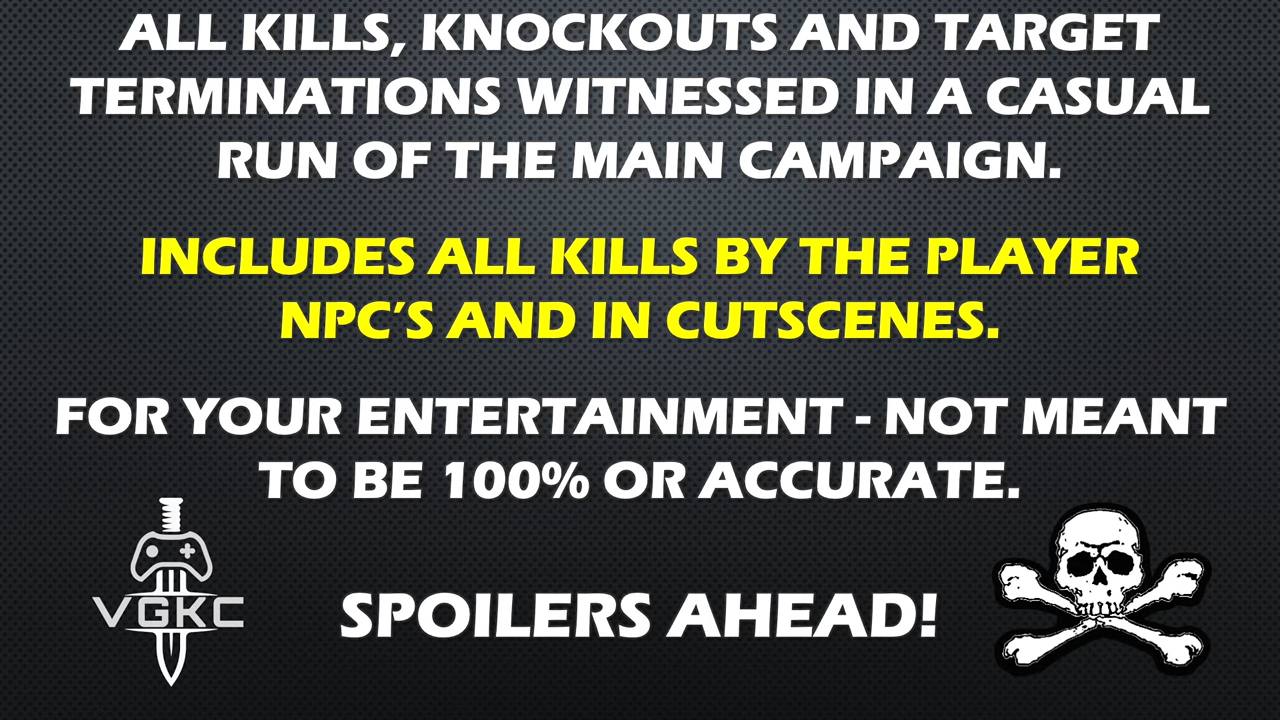 ALL KILLS, KNOCKOUTS AND TARGET
TERMINATIONS WITNESSED IN A CASUAL
RUN OF THE MAIN CAMPAIGN.
INCLUDES ALL KILLS BY THE PLAYER
NPC'S AND IN CUTSCENES.
FOR YOUR ENTERTAINMENT - NOT MEANT
TO BE 100% OR ACCURATE.
VGKC
SPOILERS AHEAD!